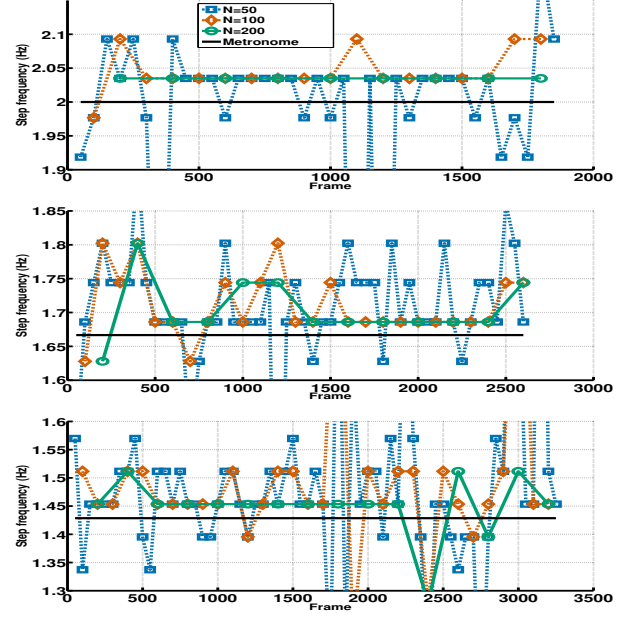 N=50
N=100
N=200
Metronome
Step frequency (Hz)
2.1
2.05
2
1.95
1.9
0 500 1000 1500 2000
Frame
Step frequency (Hz)
1.85
1.8
1.75
1.7
1.65
1.6
0 500 1000 1500 2000 2500 3000
Frame
Step frequency (Hz)
1.6
1.55
1.5
1.45
1.4
1.35
1.3
0 500 1000 1500 2000 2500 3000 3500
Frame